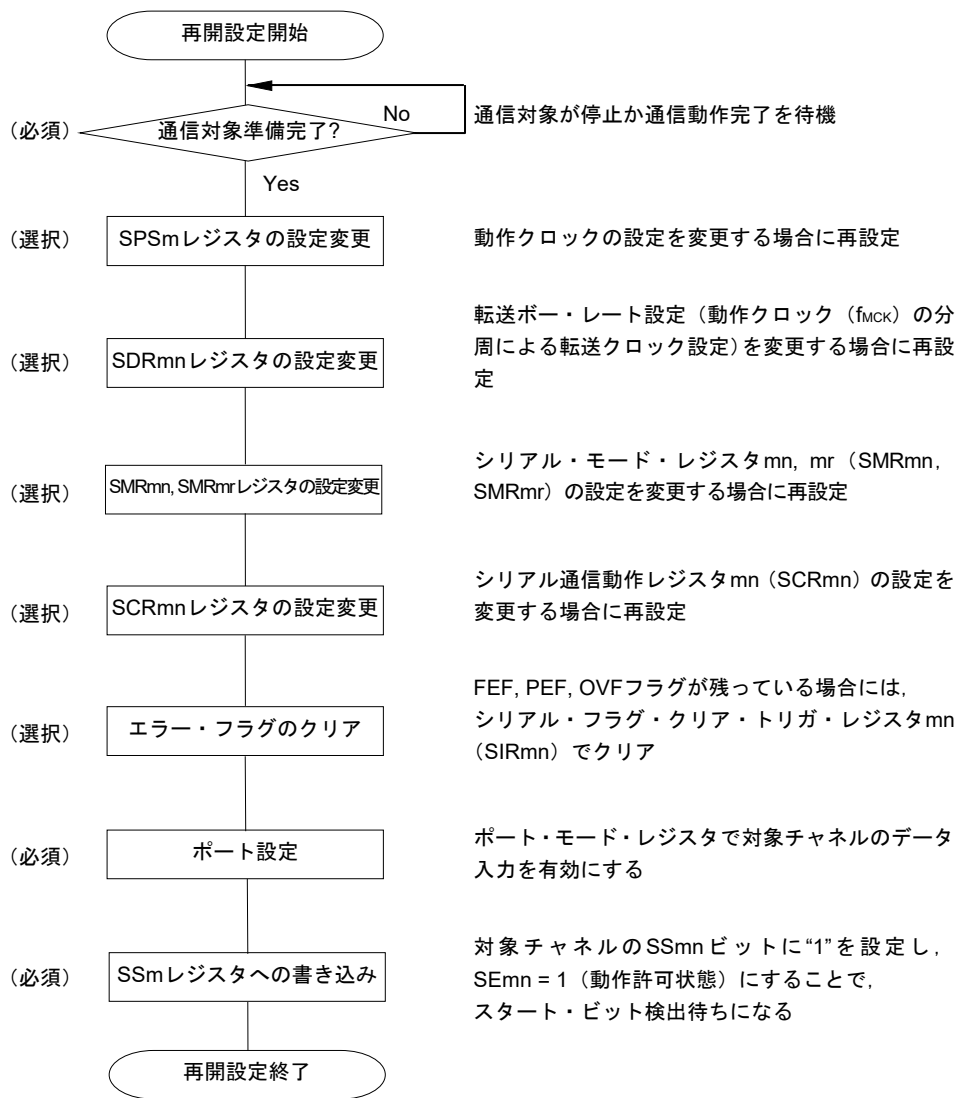 再開設定開始
(必須)
通信対象準備完了?
No
通信対象が停止か通信動作完了を待機
Yes
(選択)
SPSmレジスタの設定変更
動作クロックの設定を変更する場合に再設定
(選択)
SDRmnレジスタの設定変更
転送ボー・レート設定（動作クロック（fMCK）の分
周による転送クロック設定）を変更する場合に再設
定
(選択)
SMRmn, SMRmrレジスタの設定変更
シリアル・モード・レジスタmn, mr（SMRmn,
SMRmr）の設定を変更する場合に再設定
(選択)
SCRmnレジスタの設定変更
シリアル通信動作レジスタmn（SCRmn）の設定を
変更する場合に再設定
(選択)
エラー・フラグのクリア
FEF, PEF, OVFフラグが残っている場合には,
シリアル・フラグ・クリア・トリガ・レジスタmn
（SIRmn）でクリア
(必須)
ポート設定
ポート・モード・レジスタで対象チャネルのデータ
入力を有効にする
(必須)
SSmレジスタへの書き込み
対象チャネルのSSmnビットに“1”を設定し,
SEmn = 1（動作許可状態）にすることで,
スタート・ビット検出待ちになる
再開設定終了